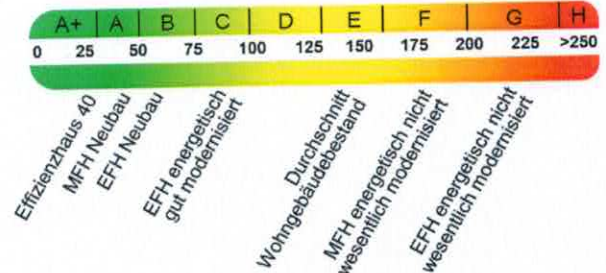 A+ A B C D E F G H
0 25 50 75 100 125 150 175 200 225 >250
Effizienzhaus 40
MFH Neubau
EFH Neubau
EFH energetisch
gut modernisiert
Durchschnitt
Wohngebäudebestand
MFH energetisch nicht
wesentlich modernisiert
EFH energetisch nicht
wesentlich modernisiert